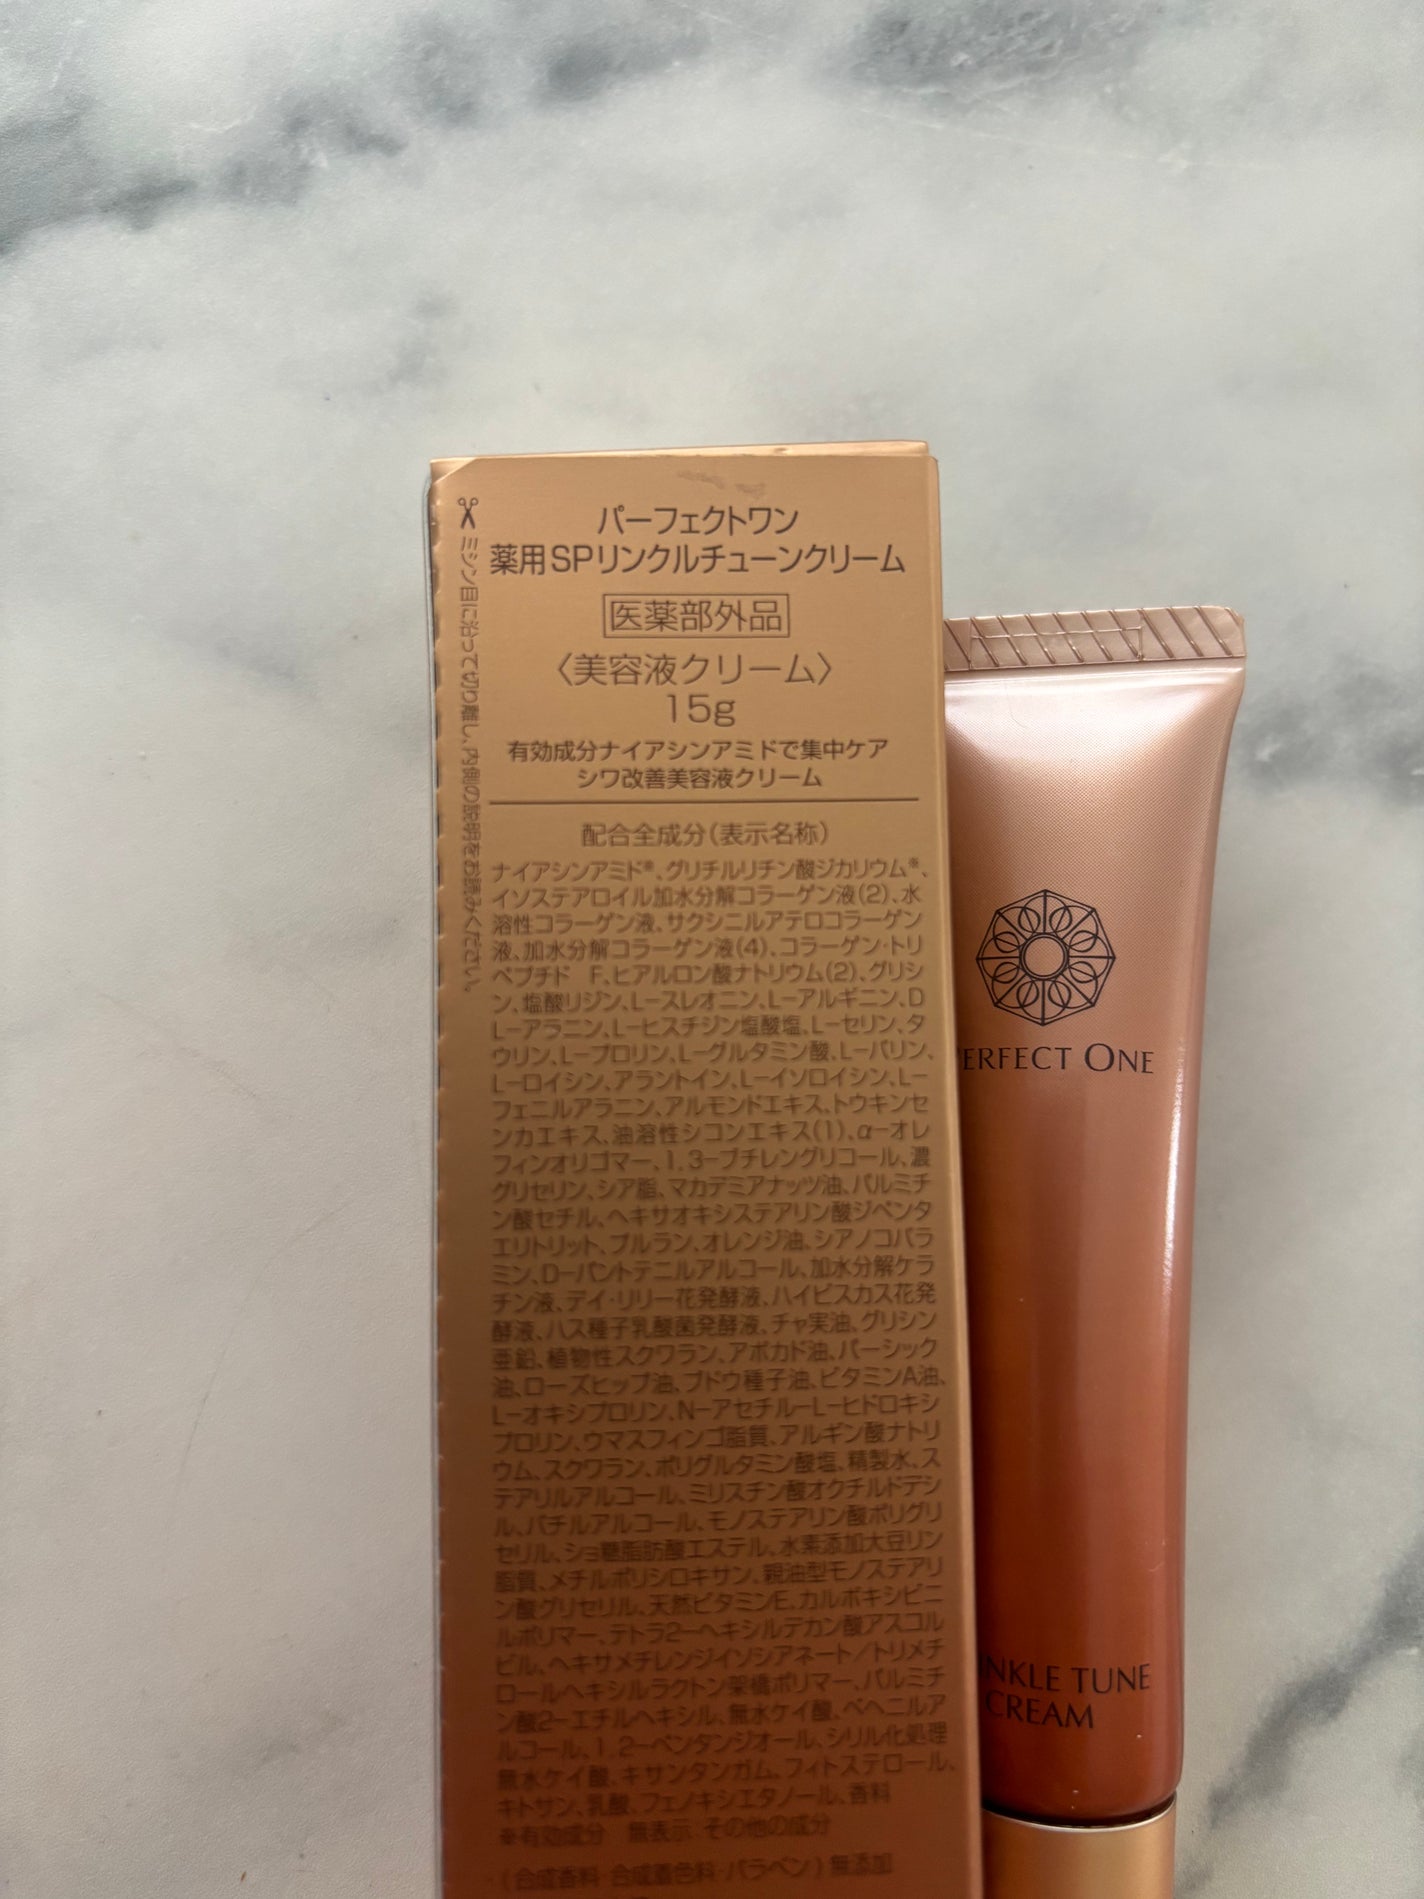 パーフェクトワン
薬用SPリンクルチューンクリーム
医薬部外品
〈美容液クリーム〉
15g
有効成分ナイアシンアミドで集中ケア
シワ改善美容液クリーム
配合全成分(表示名称)
ナイアシンアミド※、グリチルリチン酸ジカリウム※、
イソステアロイル加水分解コラーゲン液(2)、水
溶性コラーゲン液、サクシニルアテロコラーゲン
液、加水分解コラーゲン液(4)、コラーゲン・トリ
ペプチド F、ヒアルロン酸ナトリウム(2)、グリシ
ン、塩酸リジン、L-スレオニン、L-アルギニン、D
L-アラニン、L-ヒスチジン塩酸塩、L-セリン、タ
ウリン、L-プロリン、L-グルタミン酸、L-バリン、
L-ロイシン、アラントイン、L-イソロイシン、L-
フェニルアラニン、アルモンドエキス、トウキンセ
ンカエキス、油溶性シコンエキス(1)、α-オレ
フィンオリゴマー、1,3-ブチレングリコール、濃
グリセリン、シア脂、マカデミアナッツ油、パルミチ
ン酸セチル、ヘキサオキシステアリン酸ジペンタ
エリトリット、プルラン、オレンジ油、シアノコバラ
ミン、D-パントテニルアルコール、加水分解ケラ
チン液、デイ・リリー花発酵液、ハイビスカス花発
酵液、ハス種子乳酸菌発酵液、チャ実油、グリシン
亜鉛、植物性スクワラン、アボカド油、パーシック
油、ローズヒップ油、ブドウ種子油、ビタミンA油、
L-オキシプロリン、N-アセチル-L-ヒドロキシ
プロリン、ウマスフィンゴ脂質、アルギン酸ナトリ
ウム、スクワラン、ポリグルタミン酸塩、精製水、ス
テアリルアルコール、ミリスチン酸オクチルドデシ
ル、バチルアルコール、モノステアリン酸ポリグリ
セリル、ショ糖脂肪酸エステル、水素添加大豆リン
脂質、メチルポリシロキサン、親油型モノステアリ
ン酸グリセリル、天然ビタミンE、カルボキシビニ
ルポリマー、テトラ2-ヘキシルデカン酸アスコル
ビル、ヘキサメチレンジイソシアネート/トリメチ
ロールヘキシルラクトン架橋ポリマー、パルミチ
ン酸2-エチルヘキシル、無水ケイ酸、ベヘニルア
ルコール、1,2-ペンタンジオール、シリル化処理
無水ケイ酸、キサンタンガム、フィトステロール、
キトサン、乳酸、フェノキシエタノール、香料
※有効成分 無表示:その他の成分
(合成香料・合成着色料・パラベン)無添加
ミシン目に沿って切り離し、内側の説明をお読みください。
PERFECT ONE
INKLE TUNE
CREAM